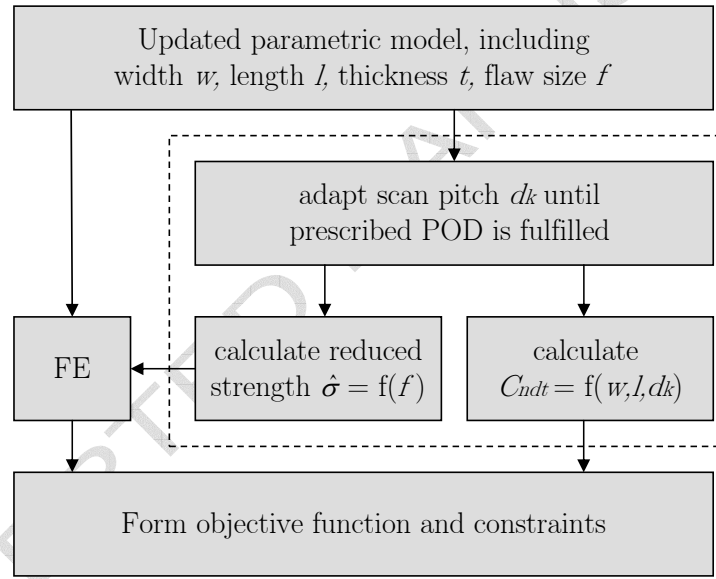 Updated parametric model, including
width w, length l, thickness t, flaw size f
adapt scan pitch dk until
prescribed POD is fulfilled
FE
calculate reduced
strength σ̂ = f(f)
calculate
Cndt = f(w,l,dk)
Form objective function and constraints